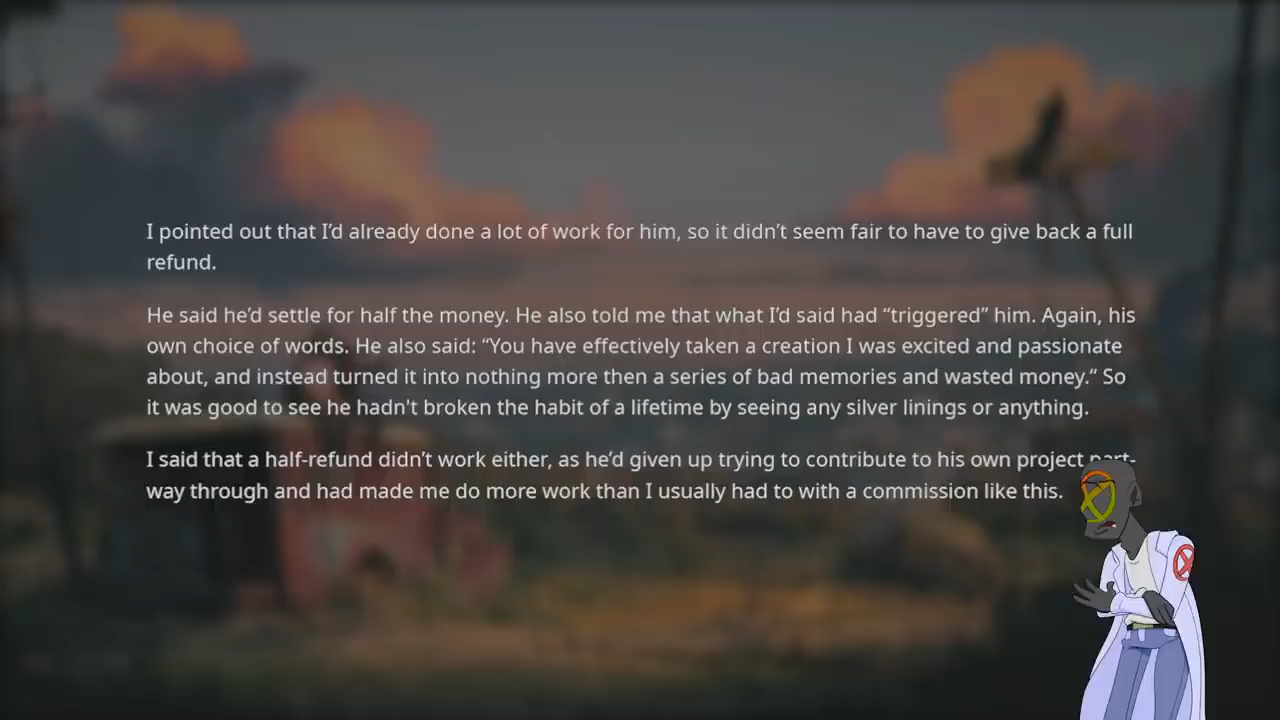 I pointed out that I’d already done a lot of work for him, so it didn’t seem fair to have to give back a full
refund.
He said he’d settle for half the money. He also told me that what I’d said had “triggered” him. Again, his
own choice of words. He also said: “You have effectively taken a creation I was excited and passionate
about, and instead turned it into nothing more then a series of bad memories and wasted money.” So
it was good to see he hadn't broken the habit of a lifetime by seeing any silver linings or anything.
I said that a half-refund didn’t work either, as he’d given up trying to contribute to his own project part-
way through and had made me do more work than I usually had to with a commission like this.